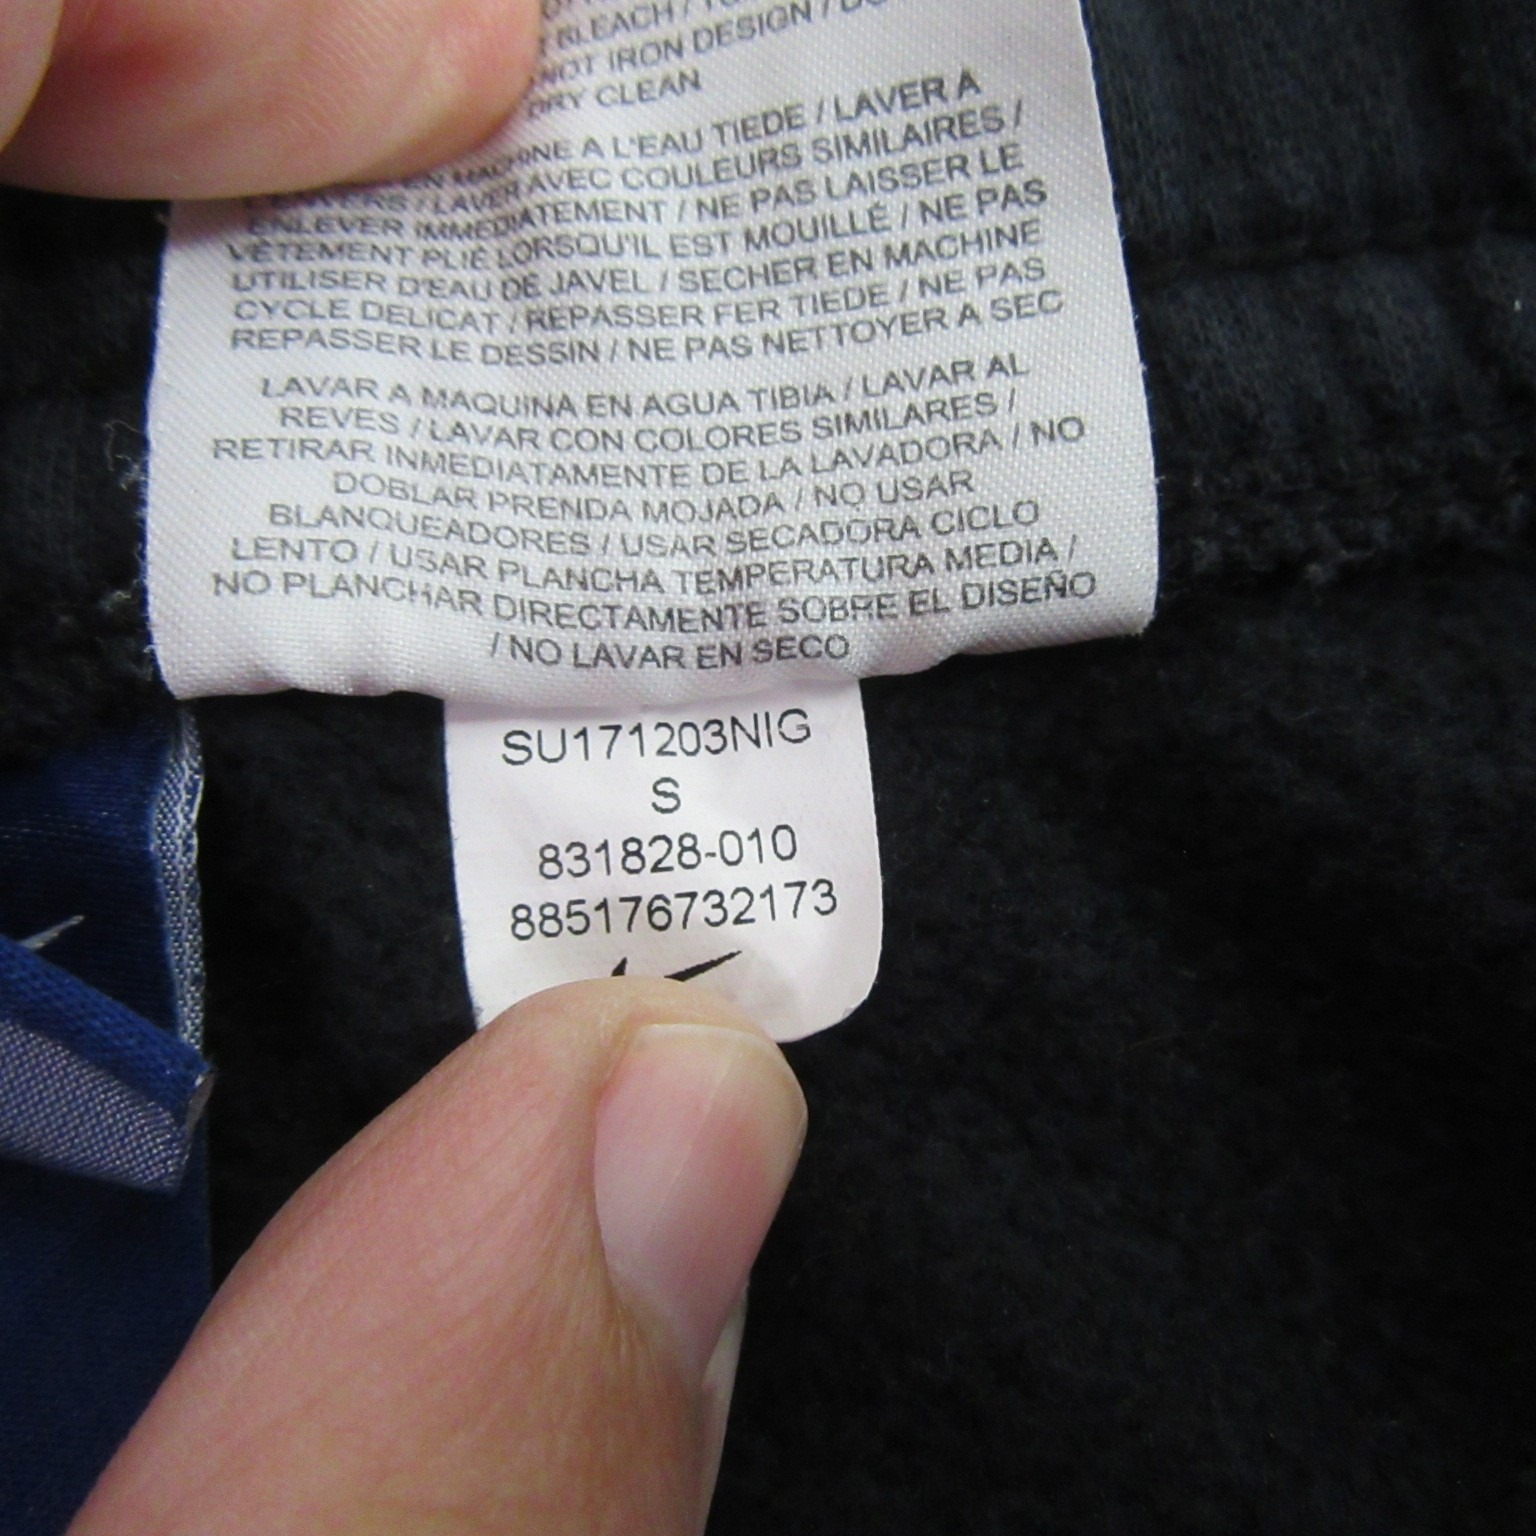 BLEACH /
NOT IRON DESIGN /
DRY CLEAN
A L'EAU TIEDE / LAVER A
/ LAVER AVEC COULEURS SIMILAIRES /
ENLEVER IMMEDIATEMENT / NE PAS LAISSER LE
VÊTEMENT PLIÉ LORSQU'IL EST MOUILLÉ / NE PAS
UTILISER D'EAU DE JAVEL / SECHER EN MACHINE
CYCLE DELICAT / REPASSER FER TIEDE / NE PAS
REPASSER LE DESSIN / NE PAS NETTOYER A SEC
LAVAR A MAQUINA EN AGUA TIBIA / LAVAR AL
REVES / LAVAR CON COLORES SIMILARES /
RETIRAR INMEDIATAMENTE DE LA LAVADORA / NO
DOBLAR PRENDA MOJADA / NO USAR
BLANQUEADORES / USAR SECADORA CICLO
LENTO / USAR PLANCHA TEMPERATURA MEDIA /
NO PLANCHAR DIRECTAMENTE SOBRE EL DISEÑO
/ NO LAVAR EN SECO
SU171203NIG
S
831828-010
885176732173